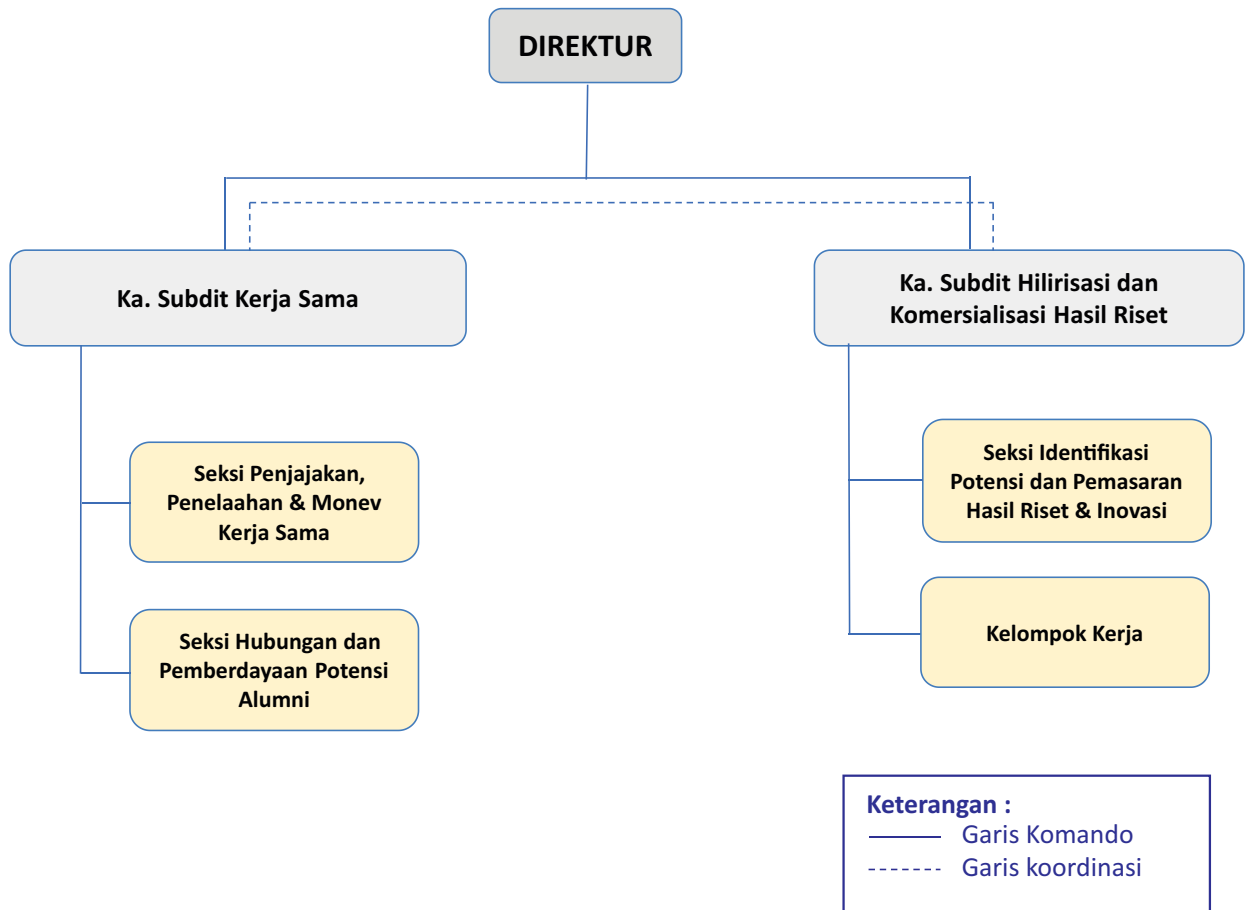 DIREKTUR
Ka. Subdit Kerja Sama
Ka. Subdit Hilirisasi dan
Komersialisasi Hasil Riset
Seksi Penjajakan,
Penelaahan & Monev
Kerja Sama
Seksi Hubungan dan
Pemberdayaan Potensi
Alumni
Seksi Identifikasi
Potensi dan Pemasaran
Hasil Riset & Inovasi
Kelompok Kerja
Keterangan :
Garis Komando
Garis koordinasi